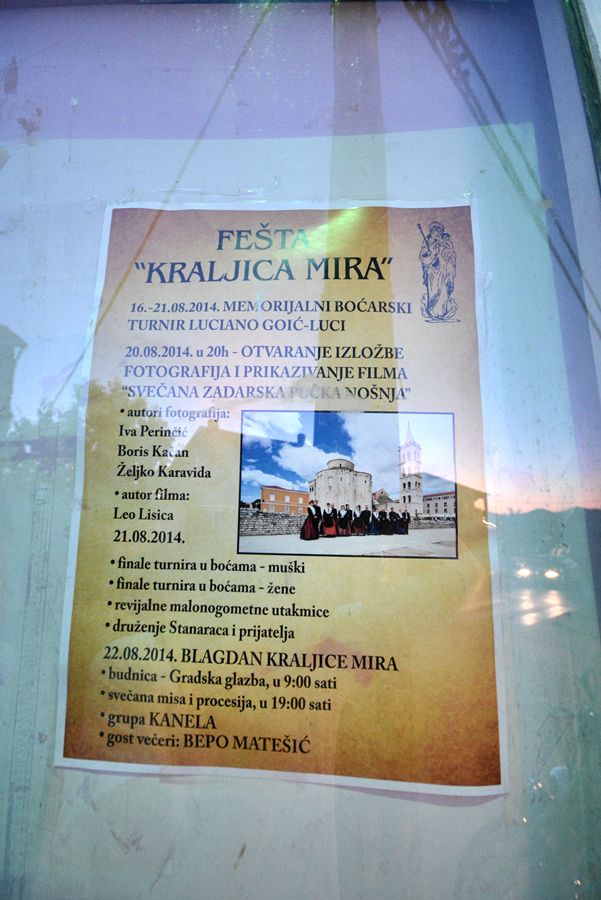 FEŠTA
"KRALJICA MIRA"
16.-21.08.2014. MEMORIJALNI BOĆARSKI
TURNIR LUCIANO GOIĆ-LUCI
20.08.2014. u 20h - OTVARANJE IZLOŽBE
FOTOGRAFIJA I PRIKAZIVANJE FILMA
"SVEČANA ZADARSKA PUČKA NOŠNJA"
• autori fotografija:
Iva Perinčić
Boris Kačan
Željko Karavida
• autor filma:
Leo Lisica
21.08.2014.
• finale turnira u boćama - muški
• finale turnira u boćama - žene
• revijalne malonogometne utakmice
• druženje Stanaraca i prijatelja
22.08.2014. BLAGDAN KRALJICE MIRA
• budnica - Gradska glazba, u 9:00 sati
• svečana misa i procesija, u 19:00 sati
• grupa KANELA
• gost večeri: BEPO MATEŠIĆ